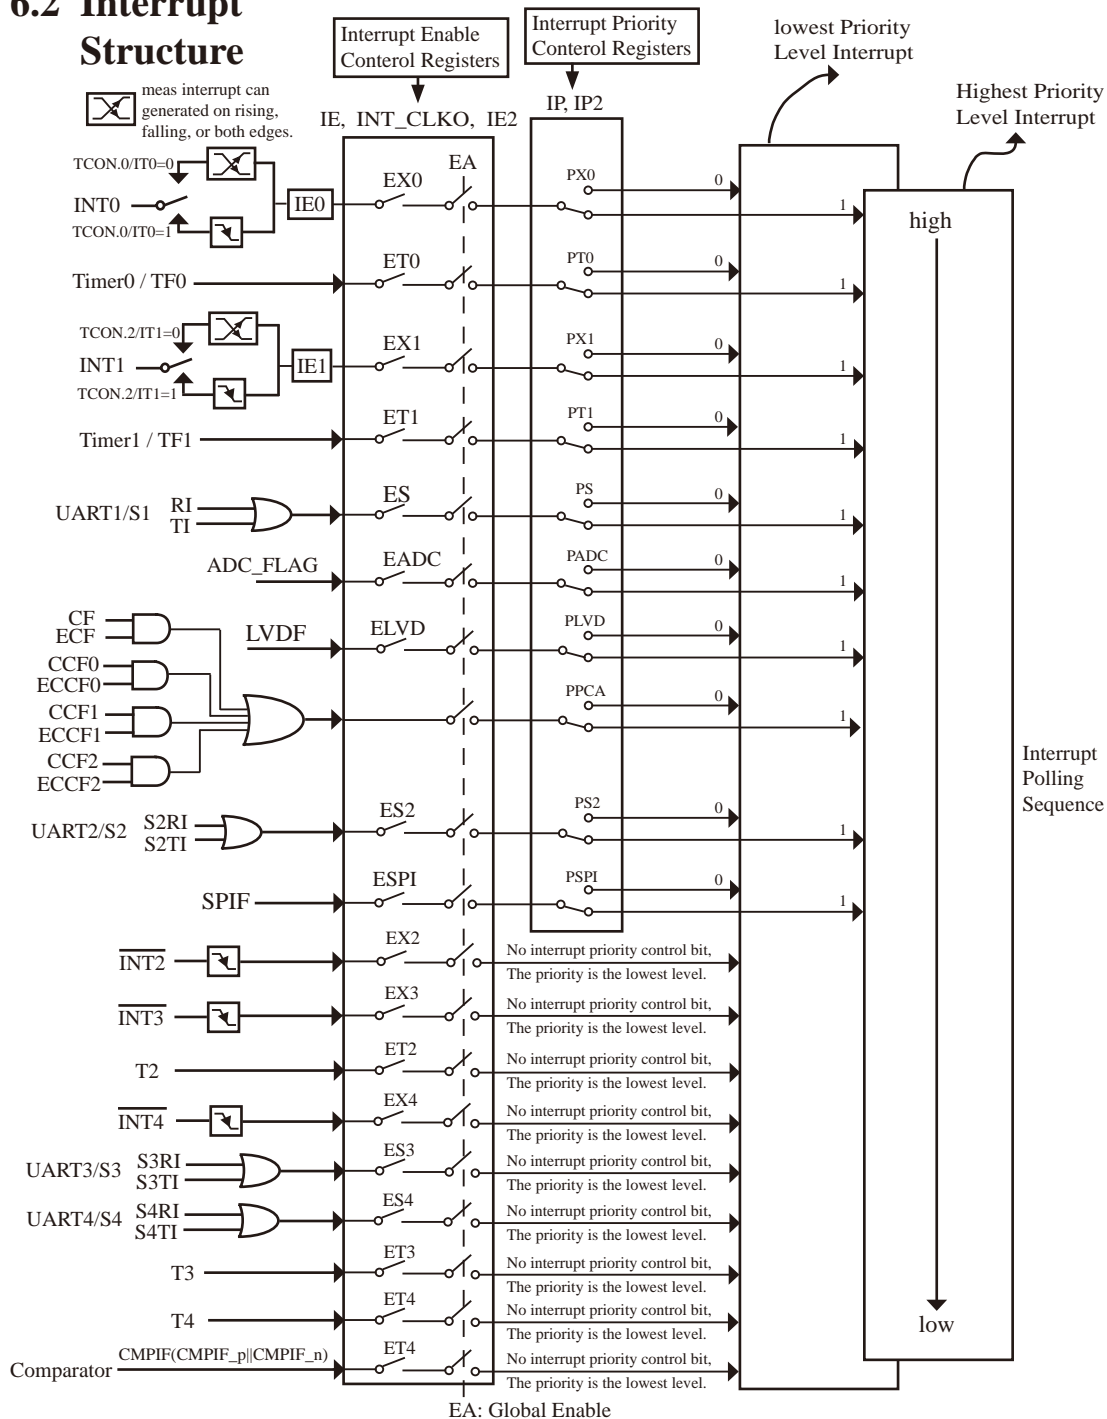 6.2 Interrupt
Structure
Interrupt Enable
Conterol Registers
Interrupt Priority
Conterol Registers
lowest Priority
Level Interrupt
Highest Priority
Level Interrupt
meas interrupt can
generated on rising,
falling, or both edges.
IE, INT_CLKO, IE2
IP, IP2
EA
TCON.0/IT0=0
INT0
TCON.0/IT0=1
IE0
EX0
PX0
0
1
high
Timer0 / TF0
ET0
PT0
0
1
TCON.2/IT1=0
INT1
TCON.2/IT1=1
IE1
EX1
PX1
0
1
Timer1 / TF1
ET1
PT1
0
1
UART1/S1
RI
TI
ES
PS
0
1
ADC_FLAG
EADC
PADC
0
1
LVDF
ELVD
PLVD
0
1
CF
ECF
CCF0
ECCF0
CCF1
ECCF1
CCF2
ECCF2
PPCA
0
1
Interrupt
Polling
Sequence
UART2/S2
S2RI
S2TI
ES2
PS2
0
1
SPIF
ESPI
PSPI
0
1
INT2
EX2
No interrupt priority control bit,
The priority is the lowest level.
INT3
EX3
No interrupt priority control bit,
The priority is the lowest level.
T2
ET2
No interrupt priority control bit,
The priority is the lowest level.
INT4
EX4
No interrupt priority control bit,
The priority is the lowest level.
UART3/S3
S3RI
S3TI
ES3
No interrupt priority control bit,
The priority is the lowest level.
UART4/S4
S4RI
S4TI
ES4
No interrupt priority control bit,
The priority is the lowest level.
T3
ET3
No interrupt priority control bit,
The priority is the lowest level.
T4
ET4
No interrupt priority control bit,
The priority is the lowest level.
low
Comparator
CMPIF(CMPIF_p||CMPIF_n)
ET4
No interrupt priority control bit,
The priority is the lowest level.
EA: Global Enable